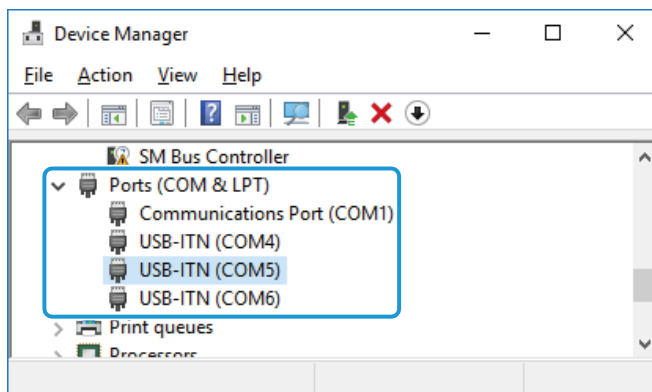 Device Manager
File Action View Help
SM Bus Controller
Ports (COM & LPT)
Communications Port (COM1)
USB-ITN (COM4)
USB-ITN (COM5)
USB-ITN (COM6)
Print queues
Processors